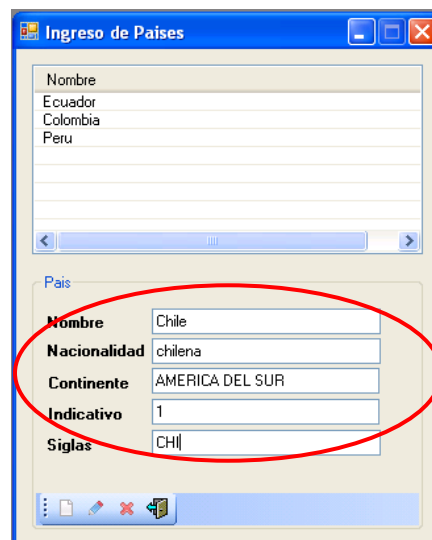 Ingreso de Paises
Nombre
Ecuador
Colombia
Peru
Pais
Nombre Chile
Nacionalidad chilena
Continente AMERICA DEL SUR
Indicativo 1
Siglas CHI